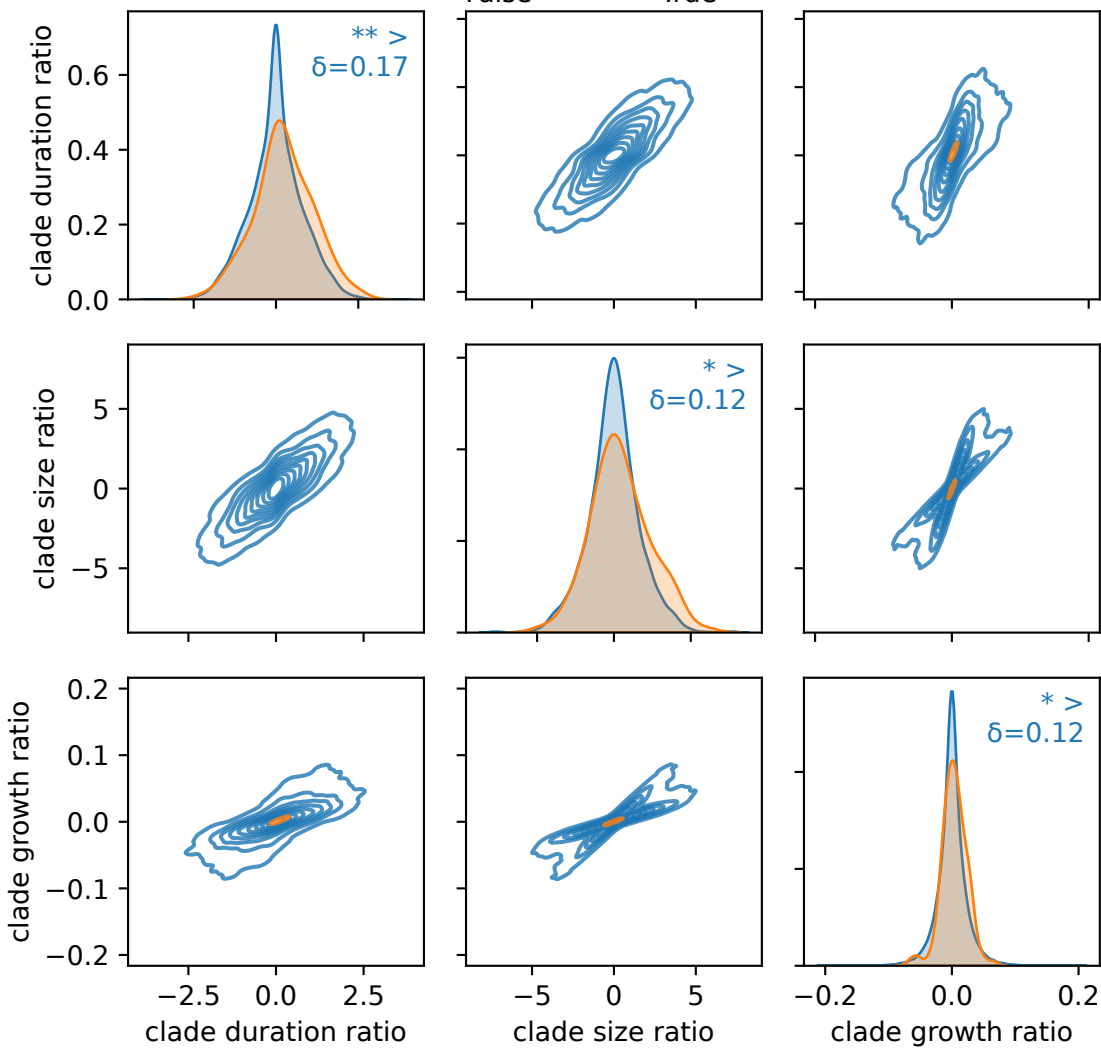 True
clade duration ratio
0.6
0.4
0.2
0.0
** >
δ=0.17
clade size ratio
5
0
−5
* >
δ=0.12
clade growth ratio
0.2
0.1
0.0
−0.1
−0.2
* >
δ=0.12
−2.5 0.0 2.5
clade duration ratio
−5 0 5
clade size ratio
−0.2 0.0 0.2
clade growth ratio